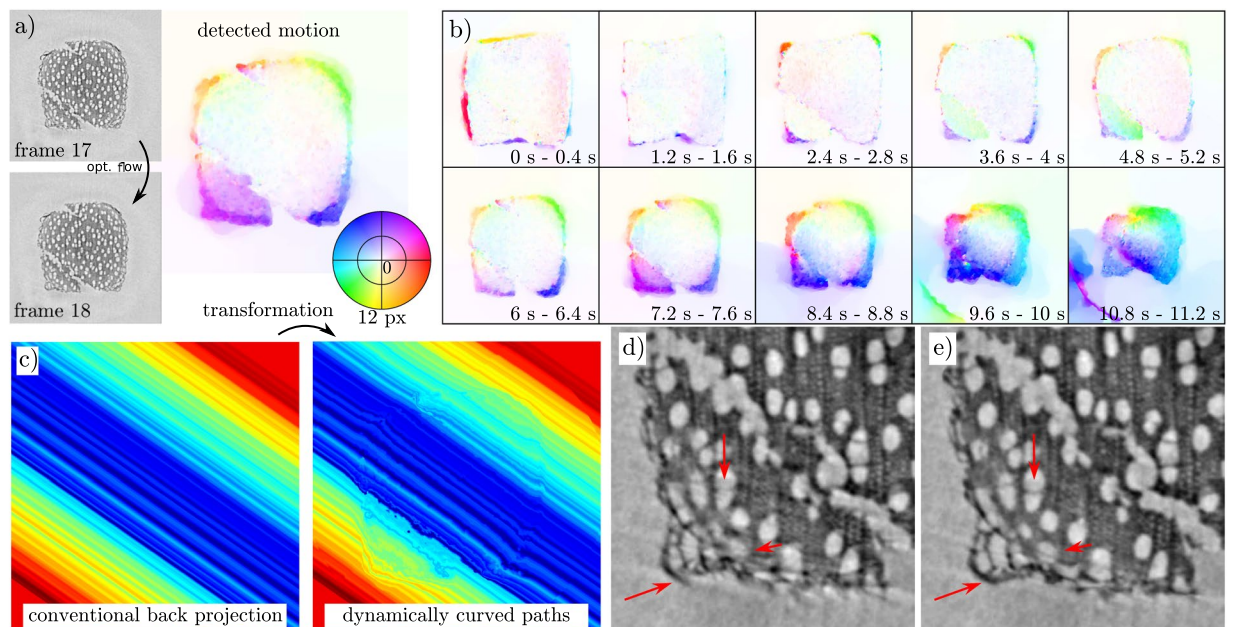 a)
detected motion
frame 17
opt. flow
frame 18
0
12 px
b)
0 s - 0.4 s
1.2 s - 1.6 s
2.4 s - 2.8 s
3.6 s - 4 s
4.8 s - 5.2 s
6 s - 6.4 s
7.2 s - 7.6 s
8.4 s - 8.8 s
9.6 s - 10 s
10.8 s - 11.2 s
transformation
c)
conventional back projection
dynamically curved paths
d)
e)